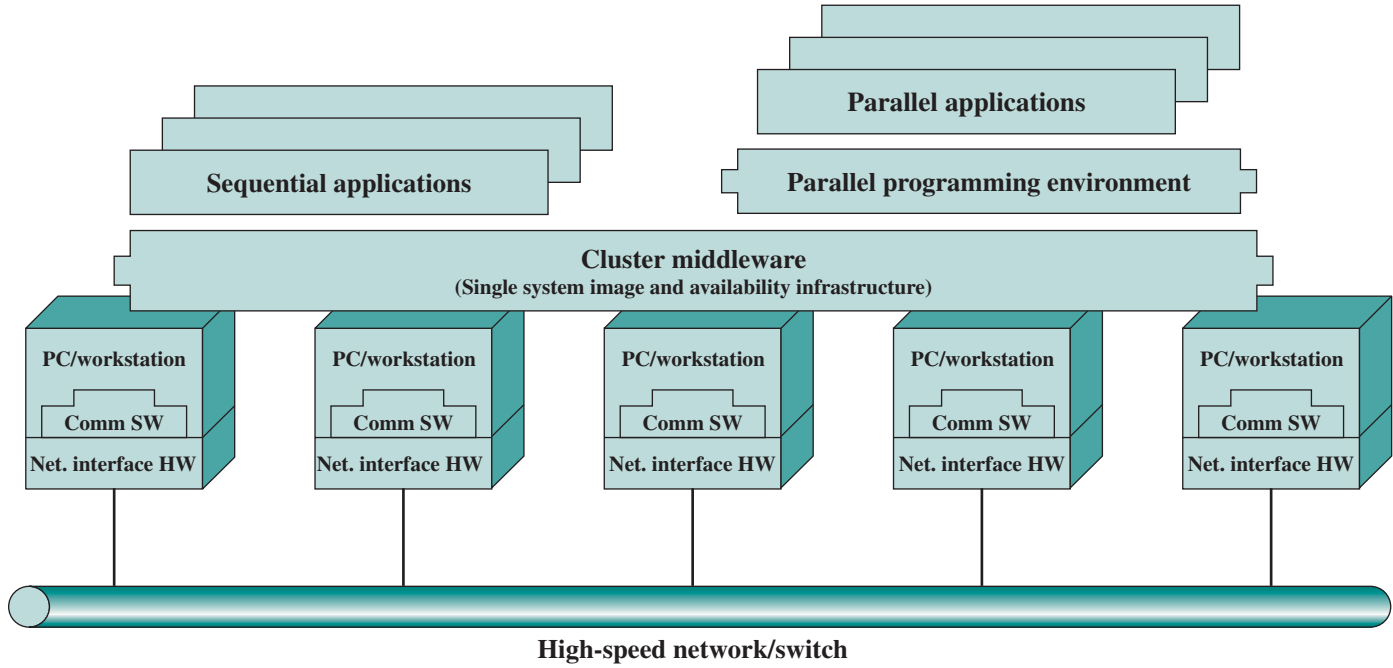 Parallel applications
Sequential applications
Parallel programming environment
Cluster middleware
(Single system image and availability infrastructure)
PC/workstation
Comm SW
Net. interface HW
PC/workstation
Comm SW
Net. interface HW
PC/workstation
Comm SW
Net. interface HW
PC/workstation
Comm SW
Net. interface HW
PC/workstation
Comm SW
Net. interface HW
High-speed network/switch